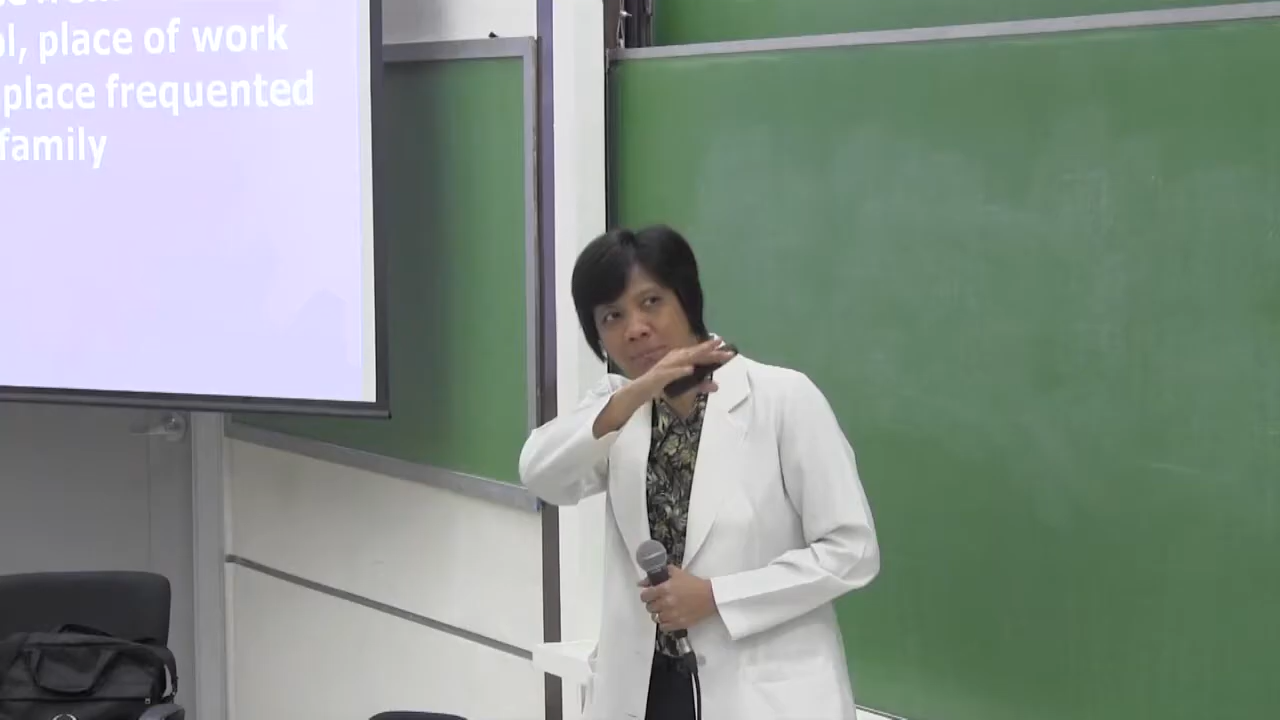 ol, place of work
place frequented
family